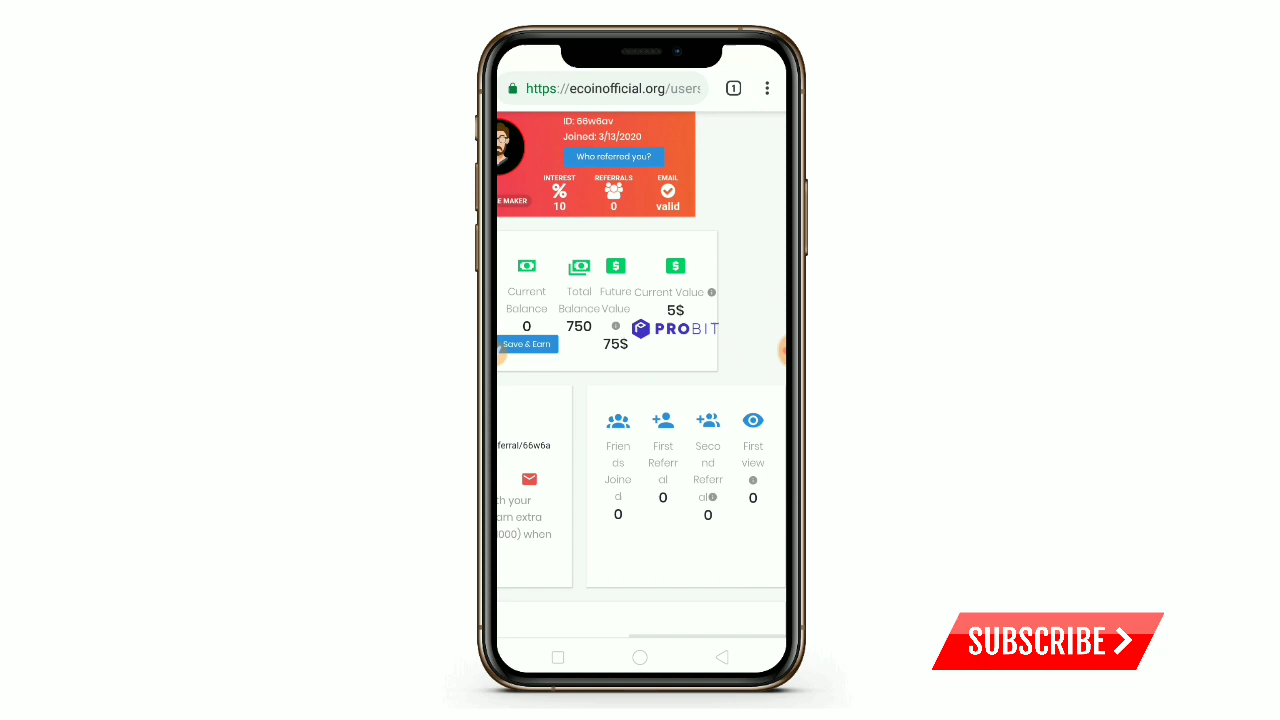 https://ecoinofficial.org/users
1
ID: 66w6av
Joined: 3/13/2020
Who referred you?
INTEREST REFERRALS EMAIL
10 0 valid
E MAKER
Current Balance
0
Save & Earn
Total Balance
750
Future Value
75$
Current Value
5$
PROBIT
ferral/66w6a
th your
arn extra
000) when
Frien
ds
Joine
d
0
First
Referr
al
0
Seco
nd
Referr
al
0
First
view
0
SUBSCRIBE